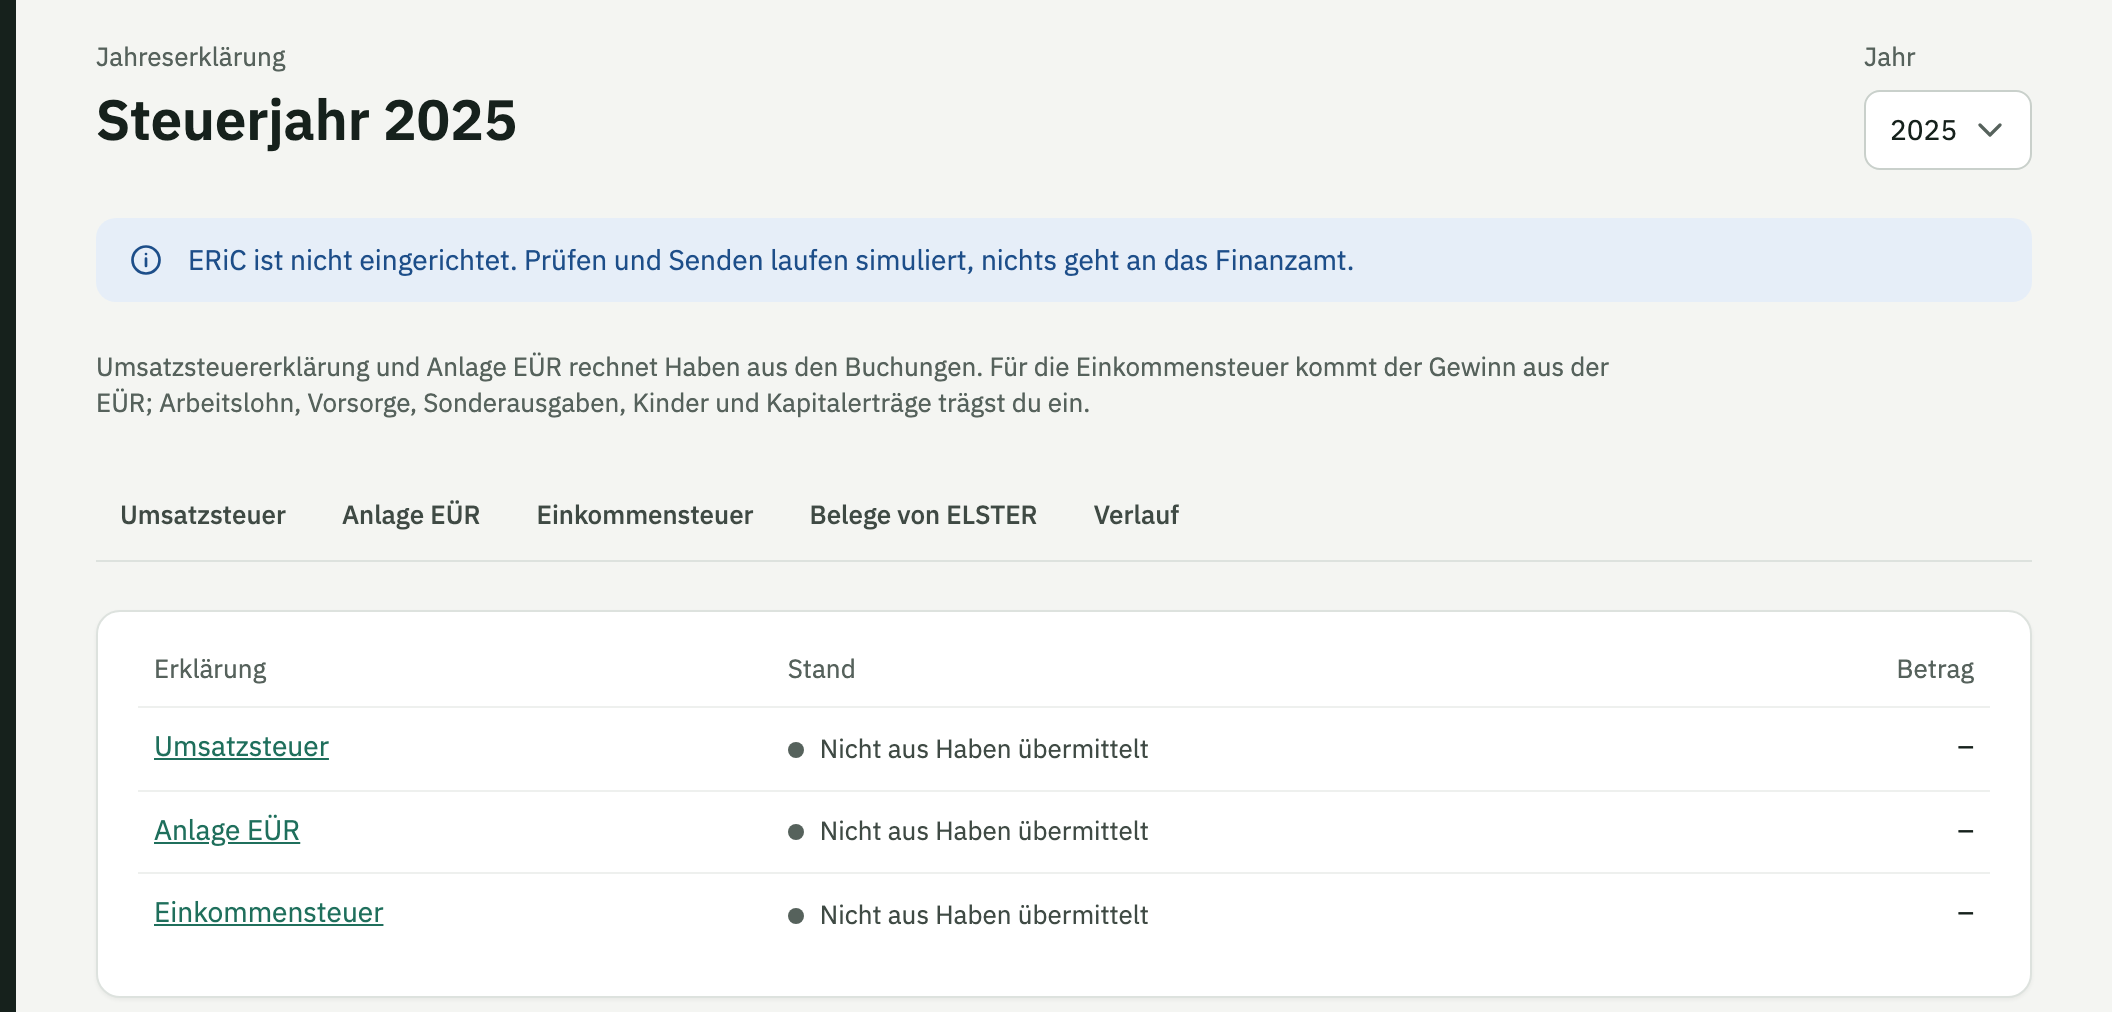 Jahreserklärung
Steuerjahr 2025
Jahr
2025
ERiC ist nicht eingerichtet. Prüfen und Senden laufen simuliert, nichts geht an das Finanzamt.
Umsatzsteuererklärung und Anlage EÜR rechnet Haben aus den Buchungen. Für die Einkommensteuer kommt der Gewinn aus der
EÜR; Arbeitslohn, Vorsorge, Sonderausgaben, Kinder und Kapitalerträge trägst du ein.
Umsatzsteuer Anlage EÜR Einkommensteuer Belege von ELSTER Verlauf
Erklärung Stand Betrag
Umsatzsteuer Nicht aus Haben übermittelt –
Anlage EÜR Nicht aus Haben übermittelt –
Einkommensteuer Nicht aus Haben übermittelt –